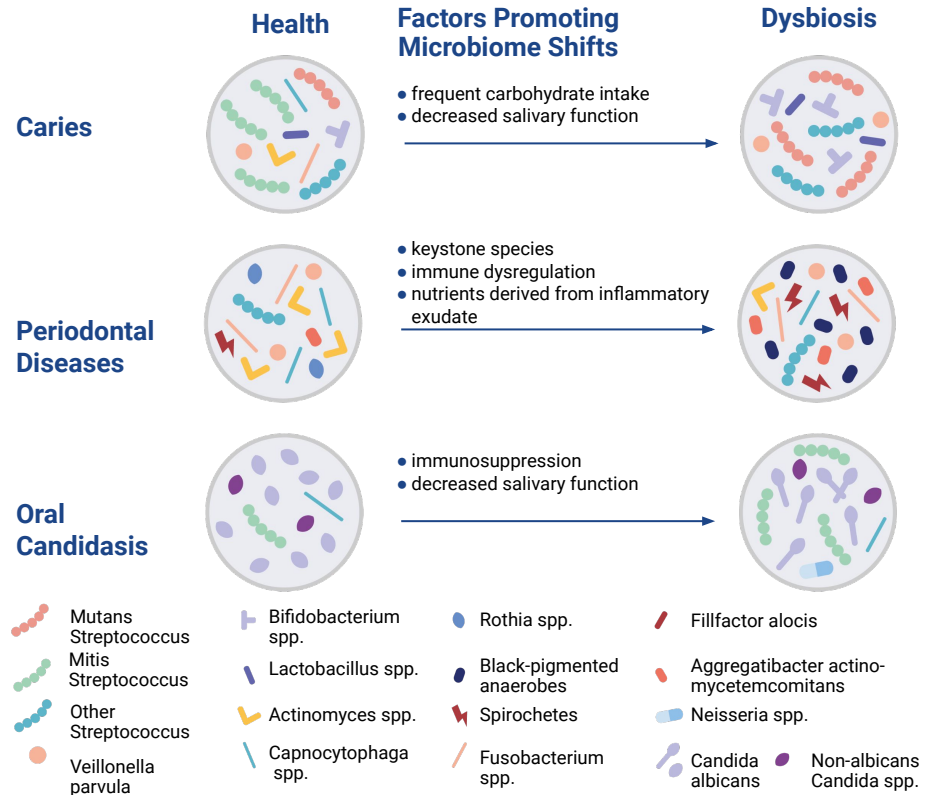 Health
Factors Promoting
Microbiome Shifts
Dysbiosis
Caries
• frequent carbohydrate intake
• decreased salivary function
Periodontal
Diseases
• keystone species
• immune dysregulation
• nutrients derived from inflammatory
exudate
Oral
Candidasis
• immunosuppression
• decreased salivary function
Mutans
Streptococcus
Mitis
Streptococcus
Other
Streptococcus
Veillonella
parvula
Bifidobacterium
spp.
Lactobacillus spp.
Actinomyces spp.
Capnocytophaga
spp.
Rothia spp.
Black-pigmented
anaerobes
Spirochetes
Fusobacterium
spp.
Fillfactor alocis
Aggregatibacter actino-
mycetemcomitans
Neisseria spp.
Candida
albicans
Non-albicans
Candida spp.